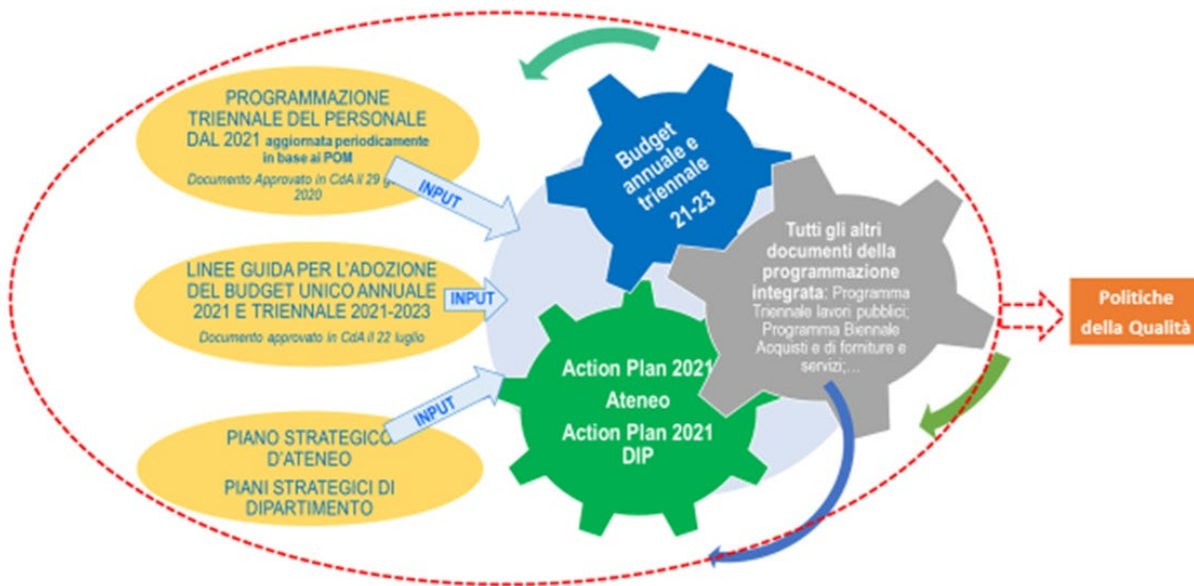 PROGRAMMAZIONE
TRIENNALE DEL PERSONALE
DAL 2021 aggiornata periodicamente
in base ai POM
Documento Approvato in CdA il 29
2020
INPUT
LINEE GUIDA PER L'ADOZIONE
DEL BUDGET UNICO ANNUALE
2021 E TRIENNALE 2021-2023
Documento approvato in CdA il 22 luglio
INPUT
PIANO STRATEGICO
D'ATENEO
PIANI STRATEGICI DI
DIPARTIMENTO
INPUT
Budget
annuale e
triennale
21-23
Tutti gli altri
documenti della
programmazione
integrata: Programma
Triennale lavori pubblici;
Programma Biennale
Acquisti e di forniture e
servizi;...
Action Plan 2021
Ateneo
Action Plan 2021
DIP
Politiche
della Qualità